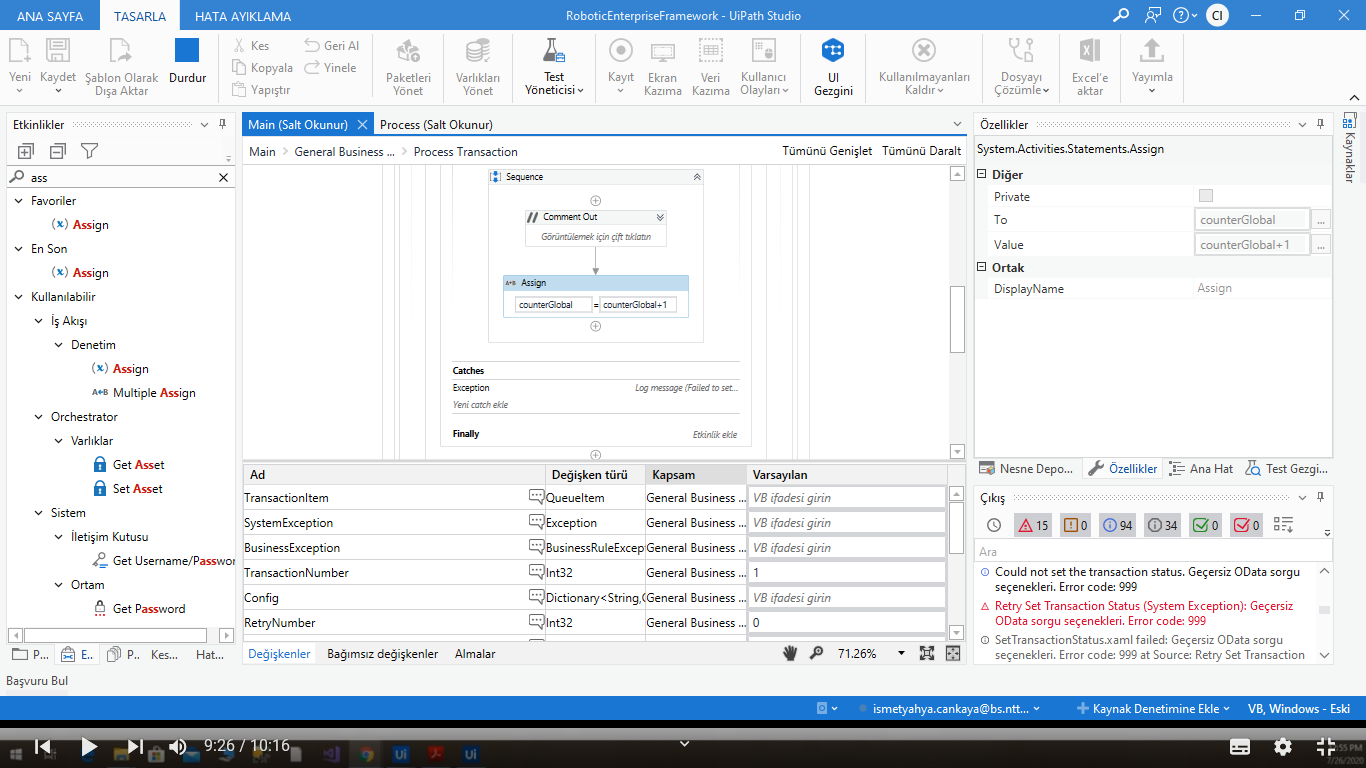 ANA SAYFA TASARLA HATA AYIKLAMA RoboticEnterpriseFramework - UiPath Studio CI
Yeni Kaydet Şablon Olarak Dışa Aktar Durdur
Kes Geri Al
Kopyala Yinele
Yapıştır
Paketleri Yönet
Varlıkları Yönet
Test Yöneticisi
Kayıt
Ekran Kazıma
Veri Kazıma
Kullanıcı Olayları
UI Gezgini
Kullanılmayanları Kaldır
Dosyayı Çözümle
Excel'e aktar
Yayımla
Etkinlikler
ass
Favoriler
Assign
En Son
Assign
Kullanılabilir
İş Akışı
Denetim
Assign
Multiple Assign
Orchestrator
Varlıklar
Get Asset
Set Asset
Sistem
İletişim Kutusu
Get Username/Passwor
Ortam
Get Password
P... E.. P.. Kes... Hat...
Başvuru Bul
Main (Salt Okunur) Process (Salt Okunur)
Main > General Business ... > Process Transaction Tümünü Genişlet Tümünü Daralt
Sequence
Comment Out
Görüntülemek için çift tıklatın
Assign
counterGlobal = counterGlobal+1
Catches
Exception Log message (Failed to set...
Yeni catch ekle
Finally Etkinlik ekle
Ad Değişken türü Kapsam Varsayılan
TransactionItem QueueItem General Business ... VB ifadesi girin
SystemException Exception General Business ... VB ifadesi girin
BusinessException BusinessRuleExcep General Business ... VB ifadesi girin
TransactionNumber Int32 General Business ... 1
Config Dictionary<String,O General Business ... VB ifadesi girin
RetryNumber Int32 General Business ... 0
Değişkenler Bağımsız değişkenler Almalar 71.26%
Özellikler
System.Activities.Statements.Assign
Diğer
Private
To counterGlobal ...
Value counterGlobal+1 ...
Ortak
DisplayName Assign
Nesne Depo... Özellikler Ana Hat Test Gezgi...
Çıkış
15 0 94 34 0 0
Ara
Could not set the transaction status. Geçersiz OData sorgu
seçenekleri. Error code: 999
Retry Set Transaction Status (System Exception): Geçersiz
OData sorgu seçenekleri. Error code: 999
SetTransactionStatus.xaml failed: Geçersiz OData sorgu
seçenekleri. Error code: 999 at Source: Retry Set Transaction
Kaynaklar
ismetyahya.cankaya@bs.ntt... Kaynak Denetimine Ekle VB, Windows - Eski
9:26 / 10:16
Ui Ui
:55 PM
7/26/2020